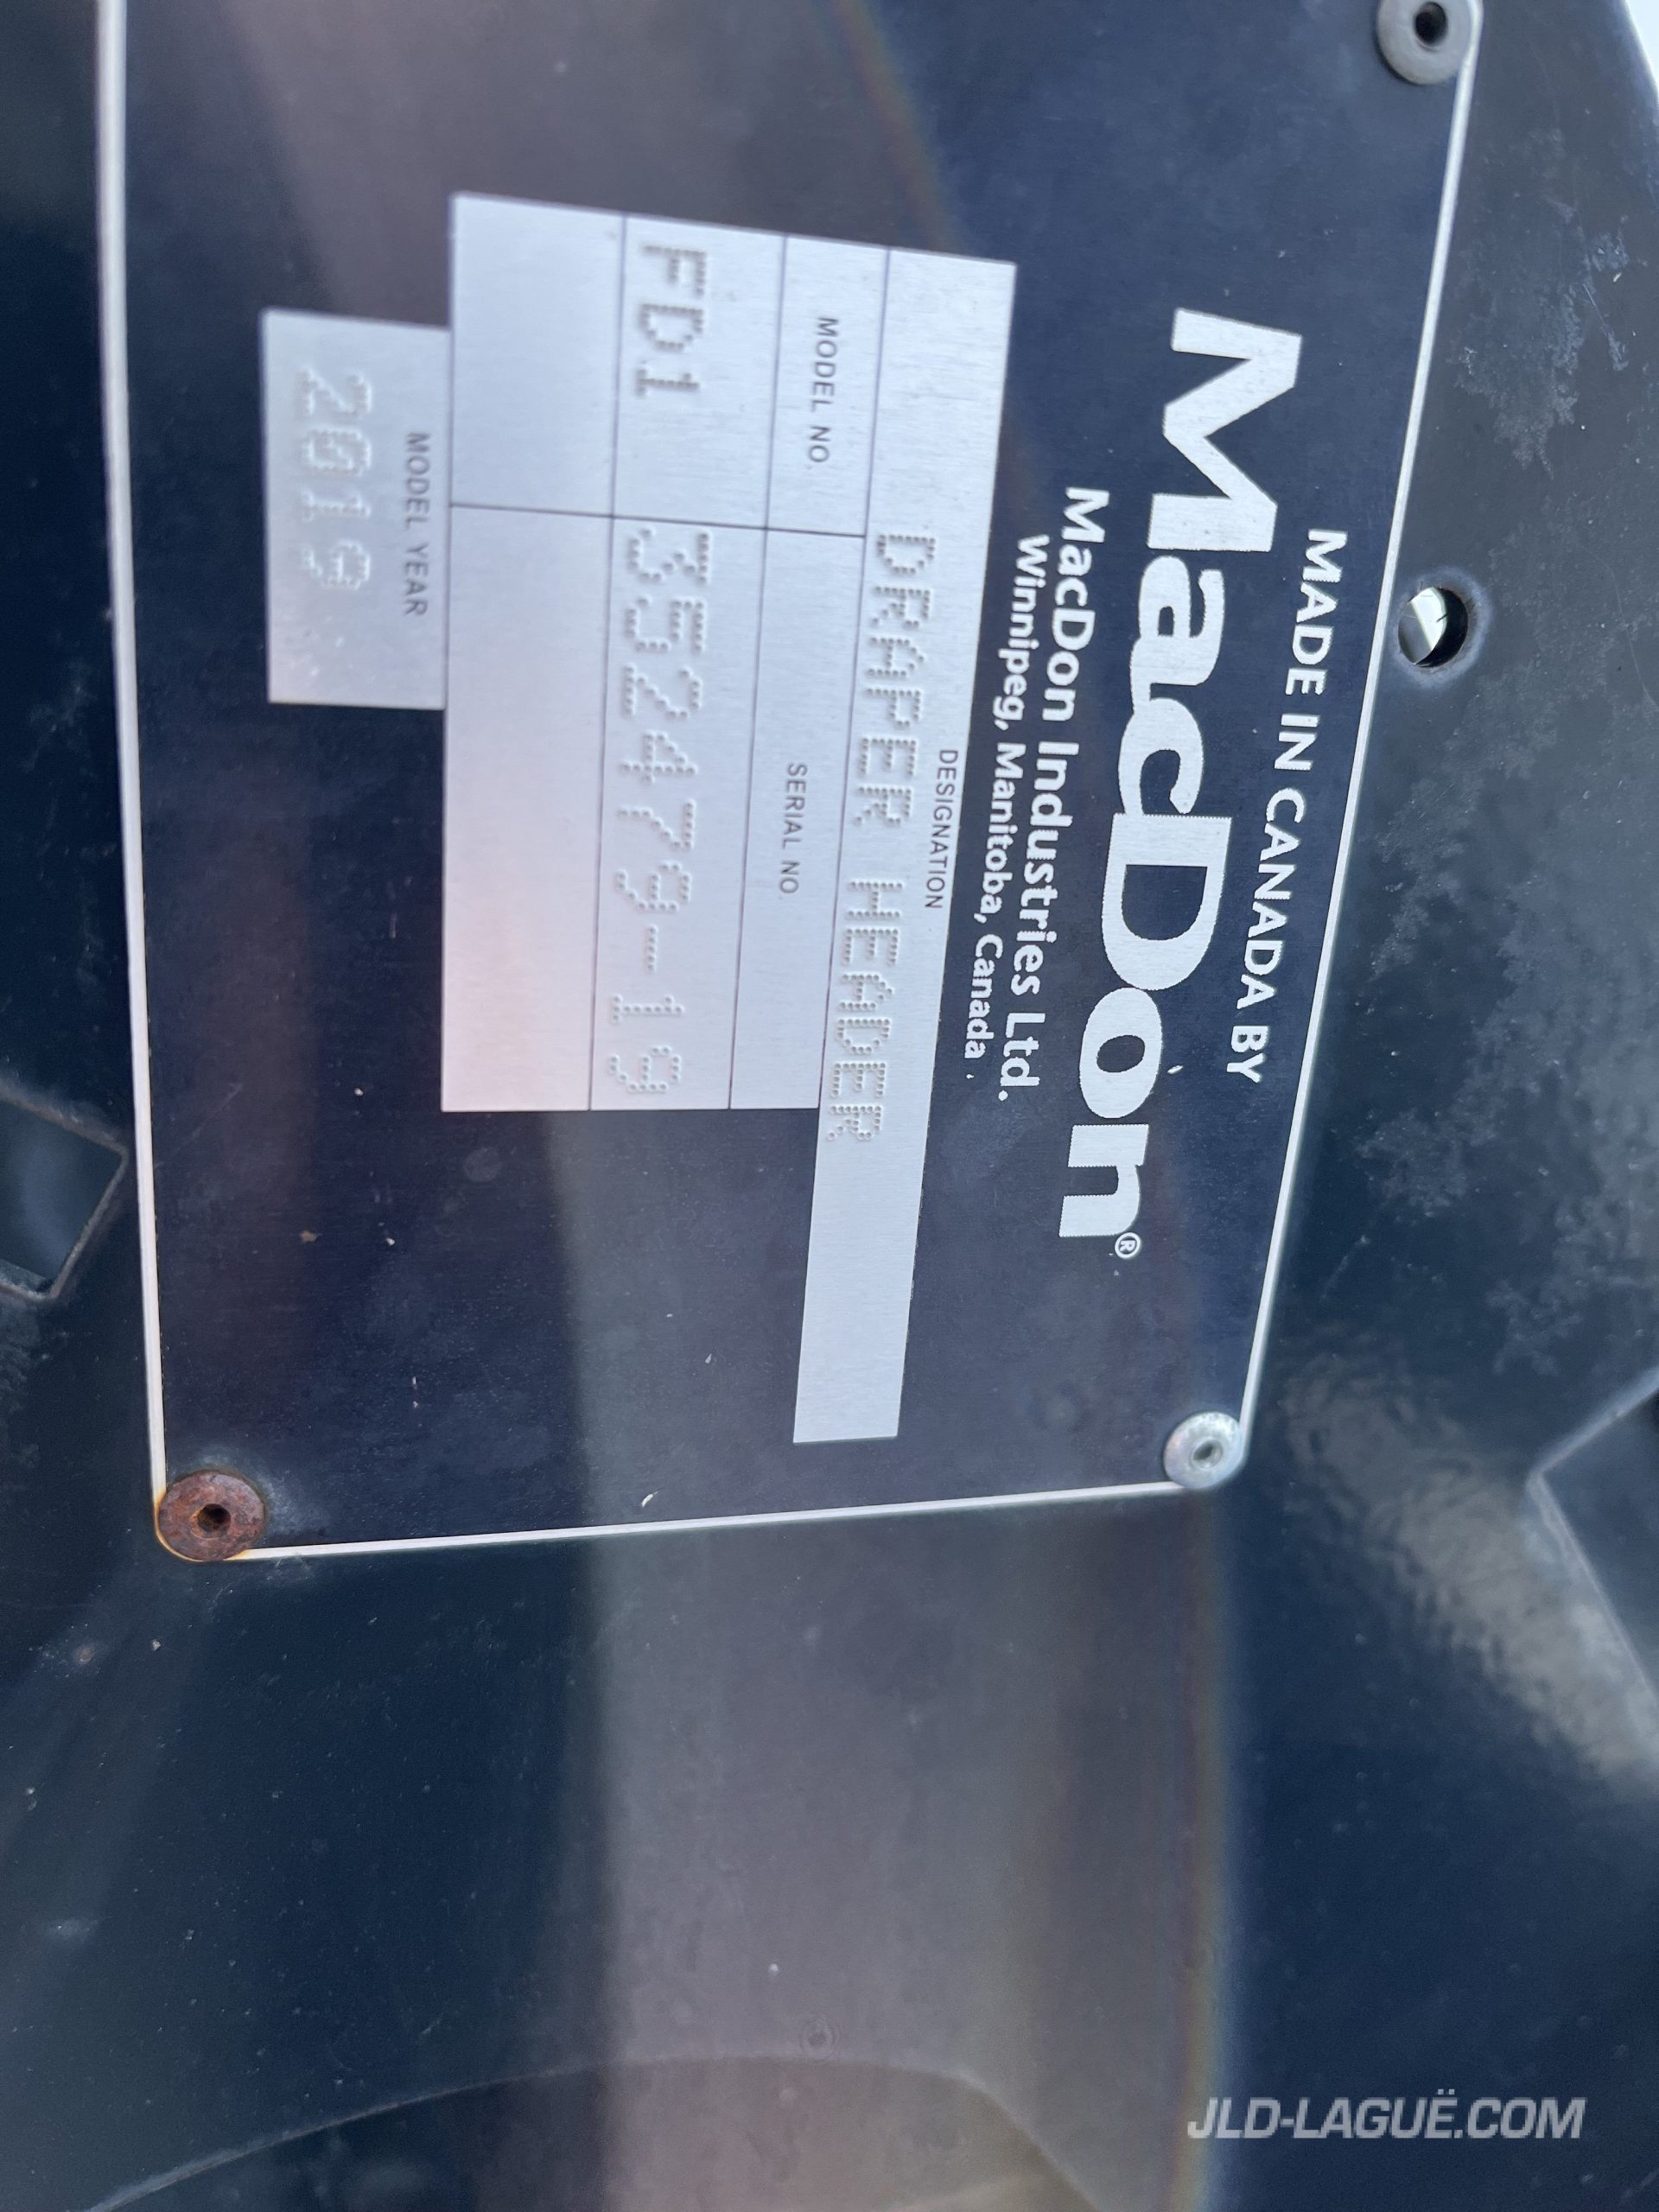 MADE IN CANADA BY
MacDon®
MacDon Industries Ltd.
Winnipeg, Manitoba, Canada
DESIGNATION
DRAPER HEADER
MODEL NO.
SERIAL NO.
FD1
352479-19
MODEL YEAR
2019
JLD-LAGUË.COM